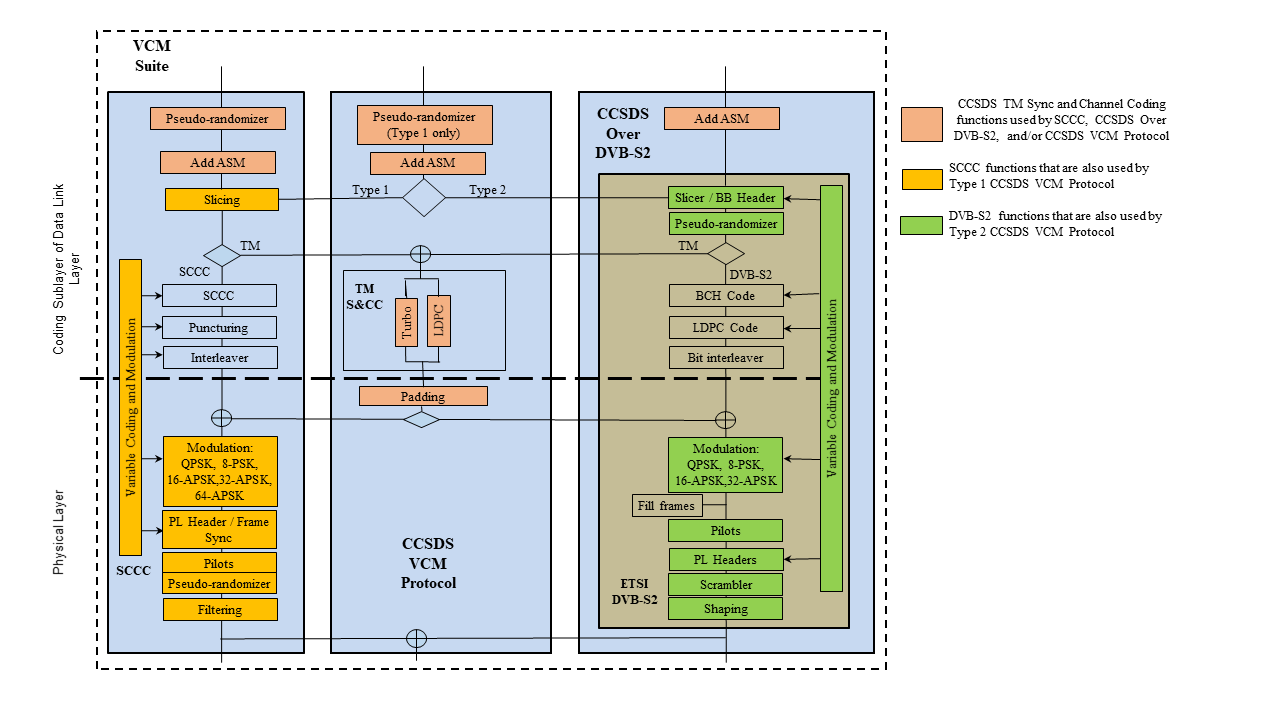 VCM
Suite
Pseudo-randomizer
Add ASM
Slicing
TM
SCCC
SCCC
Puncturing
Interleaver
Variable Coding and Modulation
Modulation:
QPSK, 8-PSK,
16-APSK,32-APSK,
64-APSK
PL Header / Frame
Sync
Pilots
Pseudo-randomizer
Filtering
SCCC
Pseudo-randomizer
(Type 1 only)
Add ASM
Type 1
Type 2
TM
S&CC
Turbo
LDPC
Padding
CCSDS
VCM
Protocol
CCSDS
Over
DVB-S2
Add ASM
Slicer / BB Header
Pseudo-randomizer
TM
DVB-S2
BCH Code
LDPC Code
Bit interleaver
Variable Coding and Modulation
Modulation:
QPSK, 8-PSK,
16-APSK,32-APSK
Fill frames
Pilots
PL Headers
Scrambler
Shaping
ETSI
DVB-S2
Coding Sublayer of Data Link
Layer
Physical Layer
CCSDS TM Sync and Channel Coding
functions used by SCCC, CCSDS Over
DVB-S2, and/or CCSDS VCM Protocol
SCCC functions that are also used by
Type 1 CCSDS VCM Protocol
DVB-S2 functions that are also used by
Type 2 CCSDS VCM Protocol